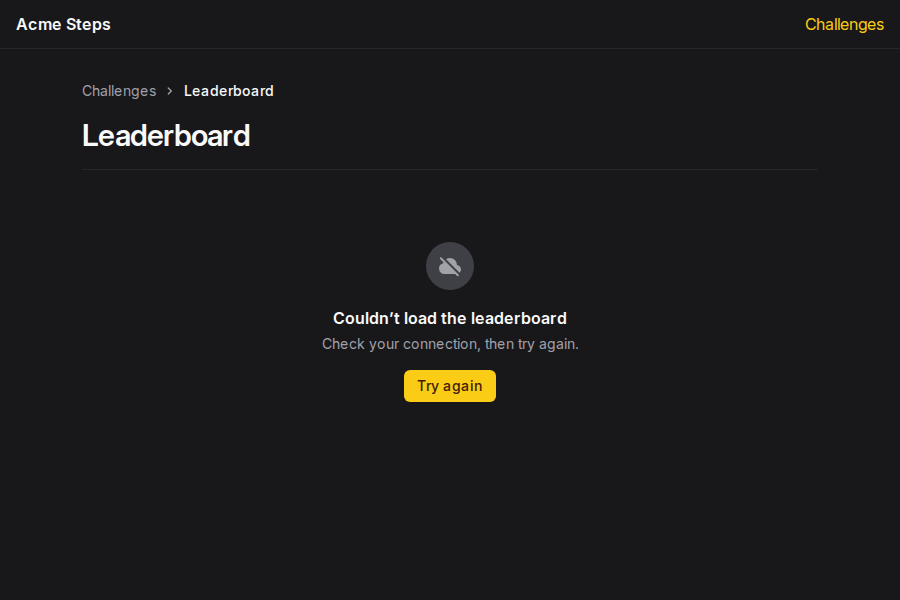 Acme Steps
Challenges
Challenges > Leaderboard
Leaderboard
Couldn’t load the leaderboard
Check your connection, then try again.
Try again